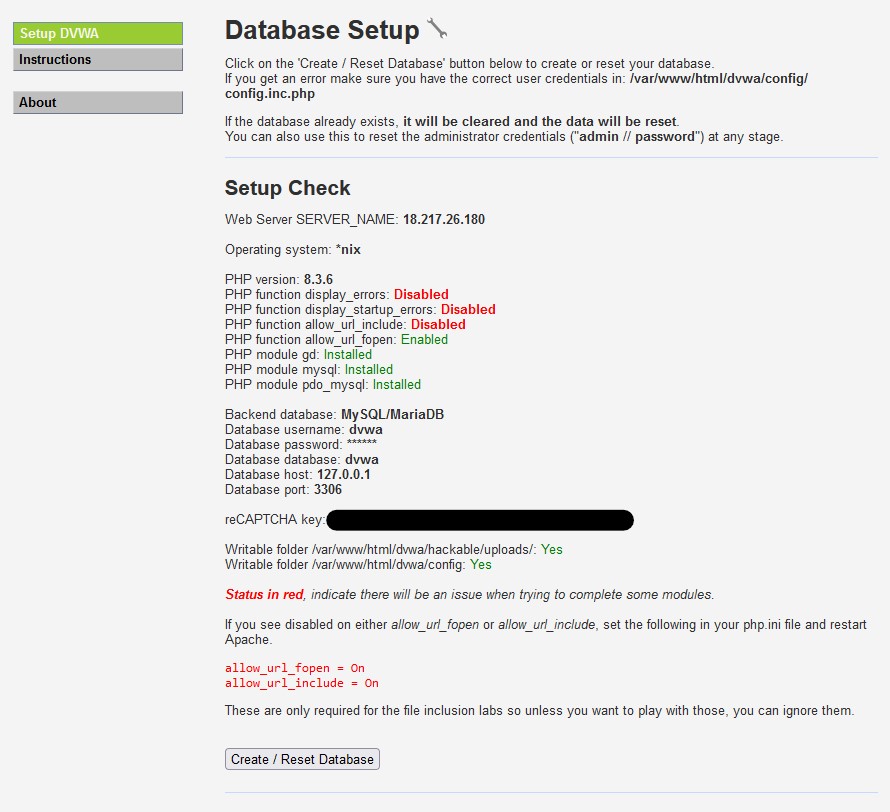 Setup DVWA
Instructions
About
Database Setup
Click on the 'Create / Reset Database' button below to create or reset your database.
If you get an error make sure you have the correct user credentials in: /var/www/html/dvwa/config/
config.inc.php
If the database already exists, it will be cleared and the data will be reset.
You can also use this to reset the administrator credentials ("admin // password") at any stage.
Setup Check
Web Server SERVER_NAME: 18.217.26.180
Operating system: *nix
PHP version: 8.3.6
PHP function display_errors: Disabled
PHP function display_startup_errors: Disabled
PHP function allow_url_include: Disabled
PHP function allow_url_fopen: Enabled
PHP module gd: Installed
PHP module mysql: Installed
PHP module pdo_mysql: Installed
Backend database: MySQL/MariaDB
Database username: dvwa
Database password: ******
Database database: dvwa
Database host: 127.0.0.1
Database port: 3306
reCAPTCHA key:
Writable folder /var/www/html/dvwa/hackable/uploads/: Yes
Writable folder /var/www/html/dvwa/config: Yes
Status in red, indicate there will be an issue when trying to complete some modules.
If you see disabled on either allow_url_fopen or allow_url_include, set the following in your php.ini file and restart
Apache.
allow_url_fopen = On
allow_url_include = On
These are only required for the file inclusion labs so unless you want to play with those, you can ignore them.
Create / Reset Database